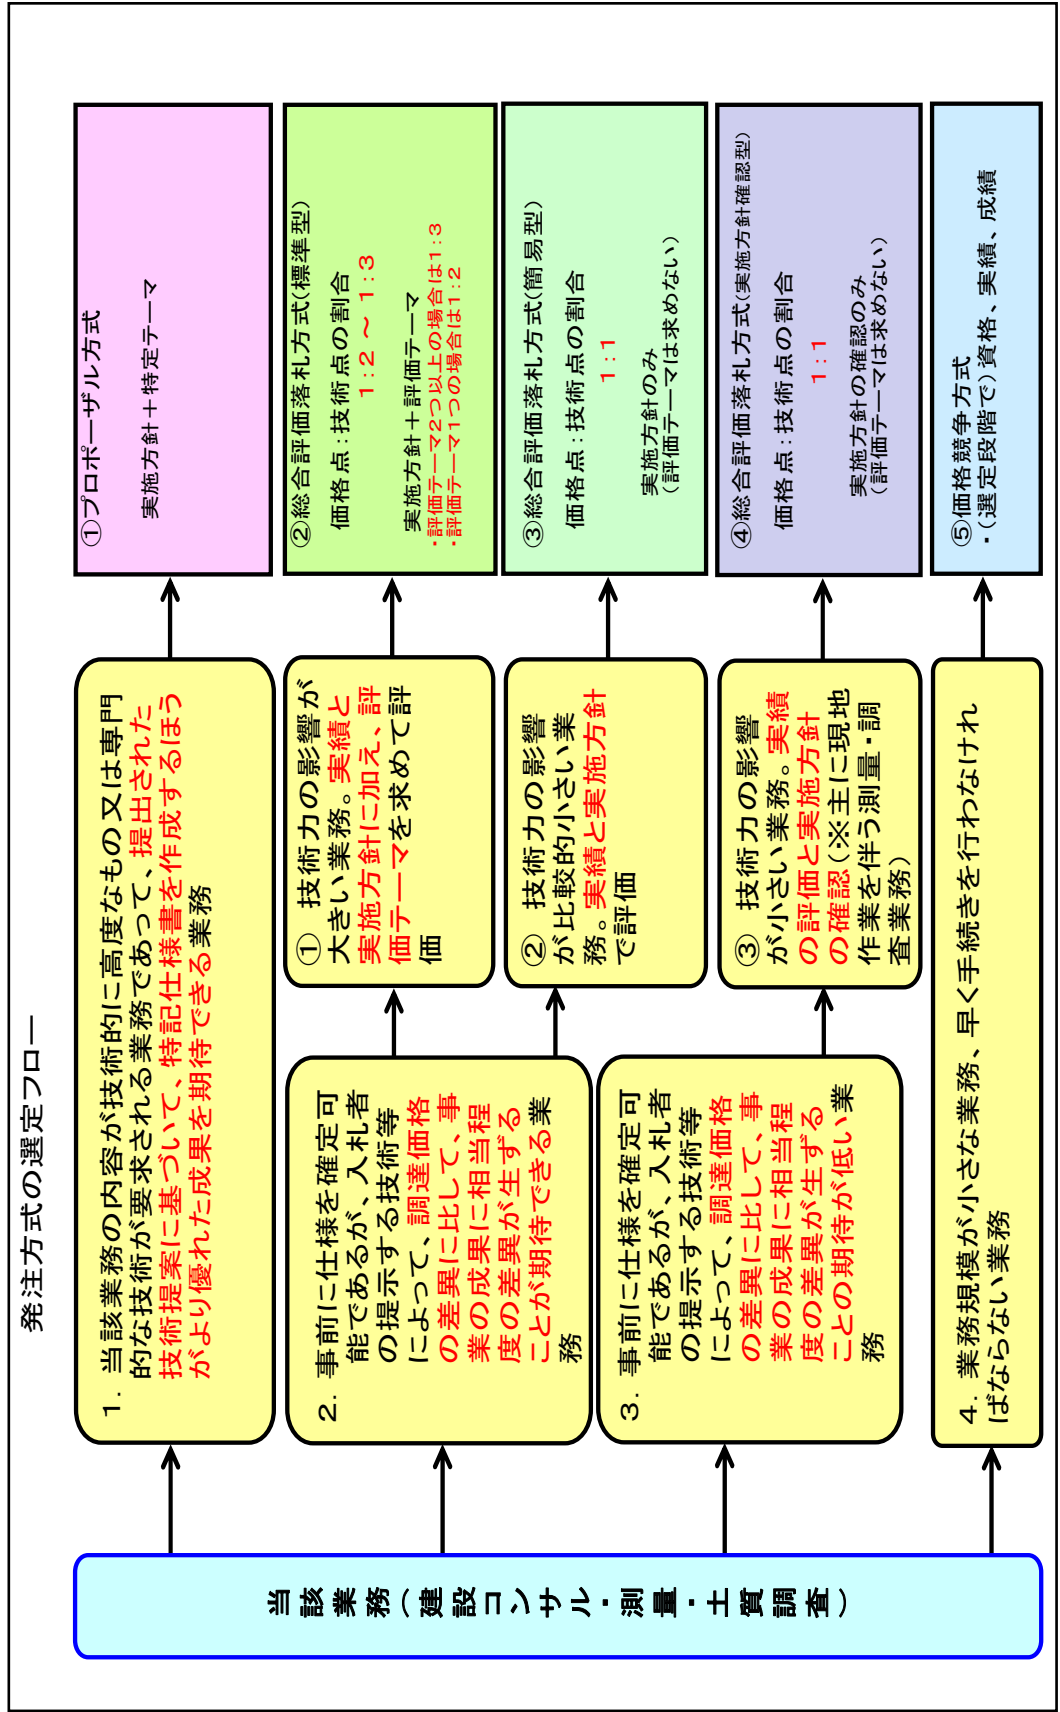 発注方式の選定フロー
当該業務(建設コンサル・測量・土質調査)
1. 当該業務の内容が技術的に高度なもの又は専門
的な技術が要求される業務であって、提出された
技術提案に基づいて、特記仕様書を作成するほう
がより優れた成果を期待できる業務
①プロポーザル方式
実施方針+特定テーマ
2. 事前に仕様を確定可
能であるが、入札者
の提示する技術等
によって、調達価格
の差異に比して、事
業の成果に相当程
度の差異が生ずる
ことが期待できる業
務
① 技術力の影響が
大きい業務。実績と
実施方針に加え、評
価テーマを求めて評
価
②総合評価落札方式(標準型)
価格点:技術点の割合
1:2 ~ 1:3
実施方針+評価テーマ
・評価テーマ2つ以上の場合は1:3
・評価テーマ1つの場合は1:2
② 技術力の影響
が比較的小さい業
務。実績と実施方針
で評価
③総合評価落札方式(簡易型)
価格点:技術点の割合
1:1
実施方針のみ
(評価テーマは求めない)
3. 事前に仕様を確定可
能であるが、入札者
の提示する技術等
によって、調達価格
の差異に比して、事
業の成果に相当程
度の差異が生ずる
ことの期待が低い業
務
③ 技術力の影響
が小さい業務。実績
の評価と実施方針
の確認(※主に現地
作業を伴う測量・調
査業務)
④総合評価落札方式(実施方針確認型)
価格点:技術点の割合
1:1
実施方針の確認のみ
(評価テーマは求めない)
4. 業務規模が小さな業務、早く手続きを行わなけれ
ばならない業務
⑤価格競争方式
・(選定段階で)資格、実績、成績